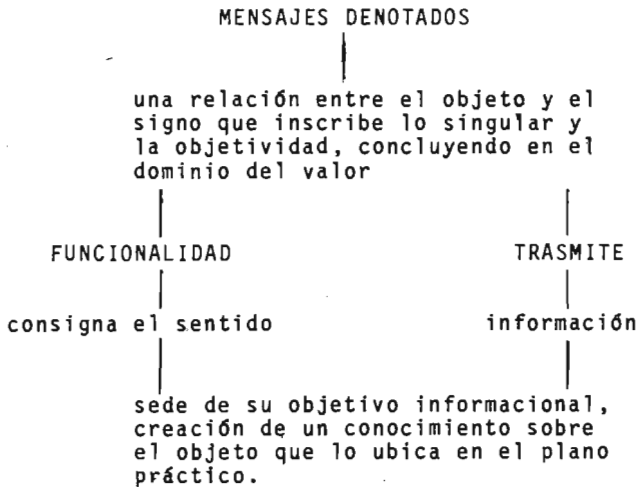 MENSAJES DENOTADOS
una relación entre el objeto y el
signo que inscribe lo singular y
la objetividad, concluyendo en el
dominio del valor
FUNCIONALIDAD TRASMITE
consigna el sentido información
sede de su objetivo informacional,
creación de un conocimiento sobre
el objeto que lo ubica en el plano
práctico.